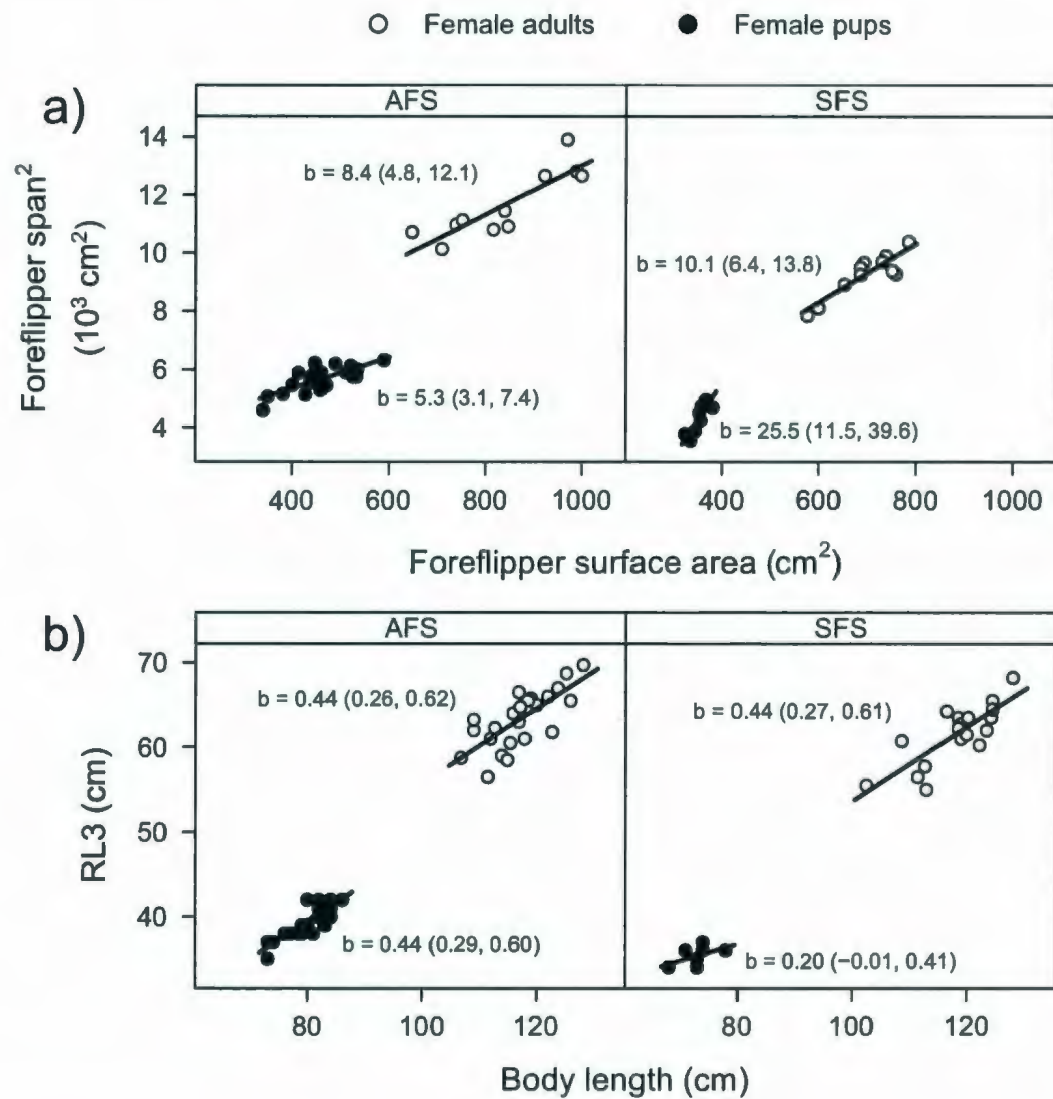 Female adults Female pups
a)
AFS SFS
Foreflipper span²
(10³ cm²)
14
12
10
8
6
4
b = 8.4 (4.8, 12.1)
b = 5.3 (3.1, 7.4)
b = 10.1 (6.4, 13.8)
b = 25.5 (11.5, 39.6)
400 600 800 1000 400 600 800 1000
Foreflipper surface area (cm²)
b)
AFS SFS
RL3 (cm)
70
60
50
40
b = 0.44 (0.26, 0.62)
b = 0.44 (0.29, 0.60)
b = 0.44 (0.27, 0.61)
b = 0.20 (−0.01, 0.41)
80 100 120 80 100 120
Body length (cm)